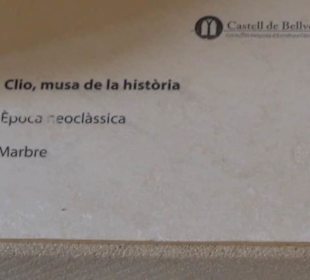 Castell de Bellv
Clio, musa de la història
Època neoclàssica
Marbre